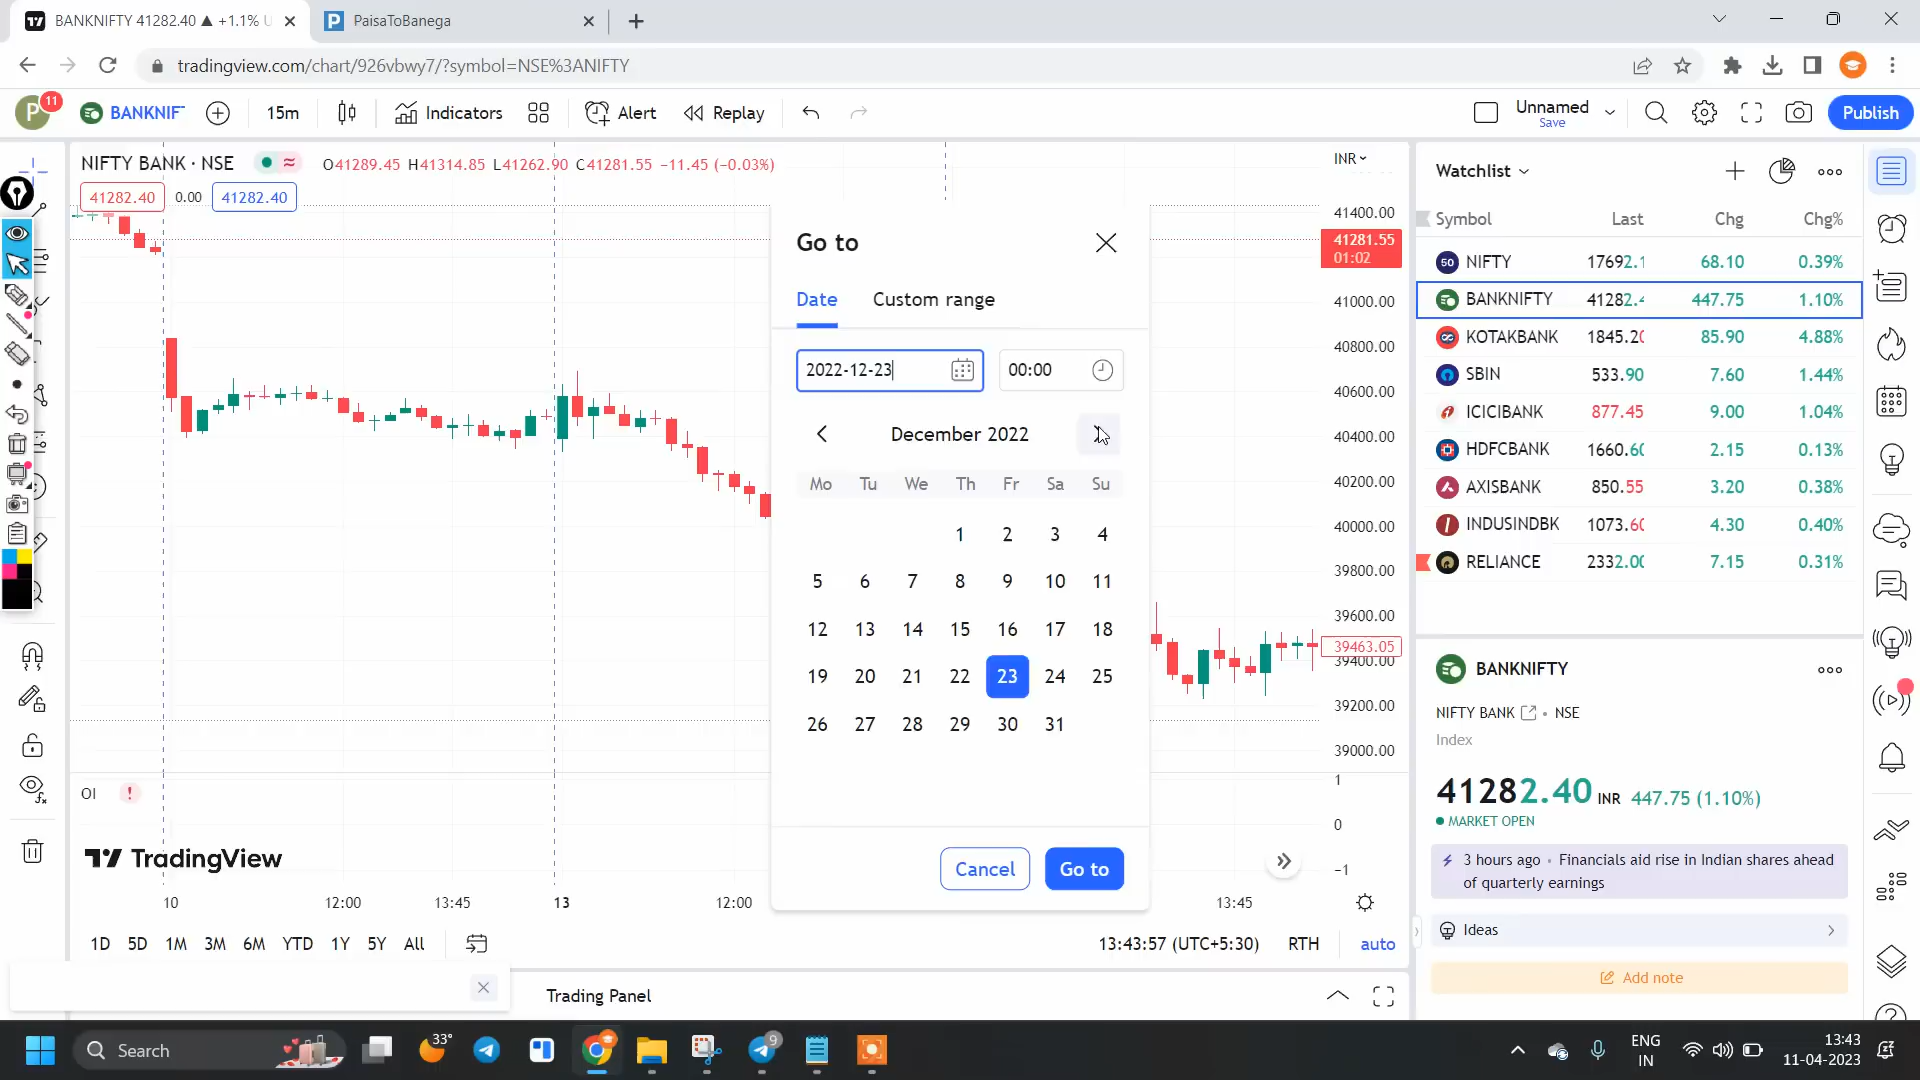 BANKNIFTY 41282.40 ▲ +1.1%
PaisaToBanega
tradingview.com/chart/926vbwy7/?symbol=NSE%3ANIFTY
P
11
BANKNIF
15m
Indicators
Alert
Replay
Unnamed
Save
Publish
NIFTY BANK · NSE
O41289.45 H41314.85 L41262.90 C41281.55 −11.45 (−0.03%)
41282.40
0.00
41282.40
INR
41400.00
41281.55
01:02
41000.00
40800.00
40600.00
40400.00
40200.00
40000.00
39800.00
39600.00
39463.05
39400.00
39200.00
39000.00
1
0
−1
OI
!
TradingView
10
12:00
13:45
13
12:00
13:45
1D 5D 1M 3M 6M YTD 1Y 5Y All
13:43:57 (UTC+5:30)
RTH
auto
Trading Panel
Go to
Date
Custom range
2022-12-23
00:00
December 2022
Mo Tu We Th Fr Sa Su
1 2 3 4
5 6 7 8 9 10 11
12 13 14 15 16 17 18
19 20 21 22 23 24 25
26 27 28 29 30 31
Cancel
Go to
Watchlist
Symbol Last Chg Chg%
50 NIFTY 17692.1 68.10 0.39%
BANKNIFTY 41282.4 447.75 1.10%
KOTAKBANK 1845.20 85.90 4.88%
SBIN 533.90 7.60 1.44%
ICICIBANK 877.45 9.00 1.04%
HDFCBANK 1660.60 2.15 0.13%
AXISBANK 850.55 3.20 0.38%
INDUSINDBK 1073.60 4.30 0.40%
RELIANCE 2332.00 7.15 0.31%
BANKNIFTY
NIFTY BANK • NSE
Index
41282.40 INR 447.75 (1.10%)
MARKET OPEN
3 hours ago • Financials aid rise in Indian shares ahead
of quarterly earnings
Ideas
Add note
Search
33°
9
ENG
IN
13:43
11-04-2023